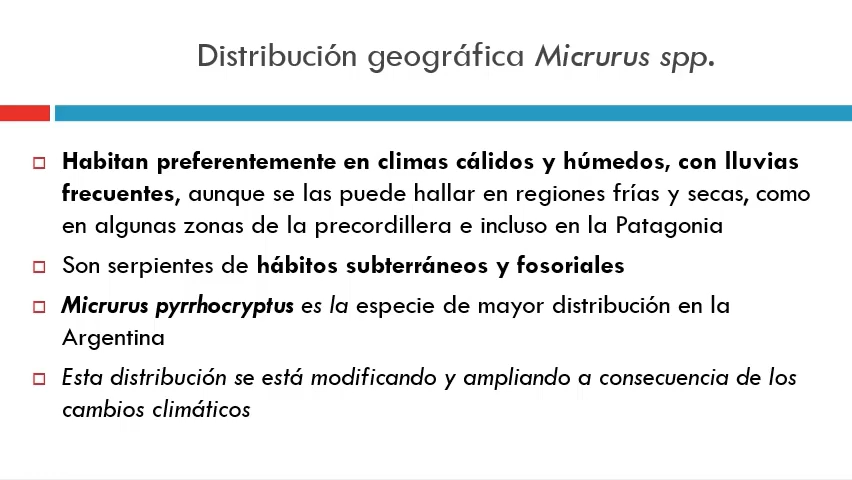 Distribución geográfica Micrurus spp.
Habitan preferentemente en climas cálidos y húmedos, con lluvias
frecuentes, aunque se las puede hallar en regiones frías y secas, como
en algunas zonas de la precordillera e incluso en la Patagonia
Son serpientes de hábitos subterráneos y fosoriales
Micrurus pyrrhocryptus es la especie de mayor distribución en la
Argentina
Esta distribución se está modificando y ampliando a consecuencia de los
cambios climáticos